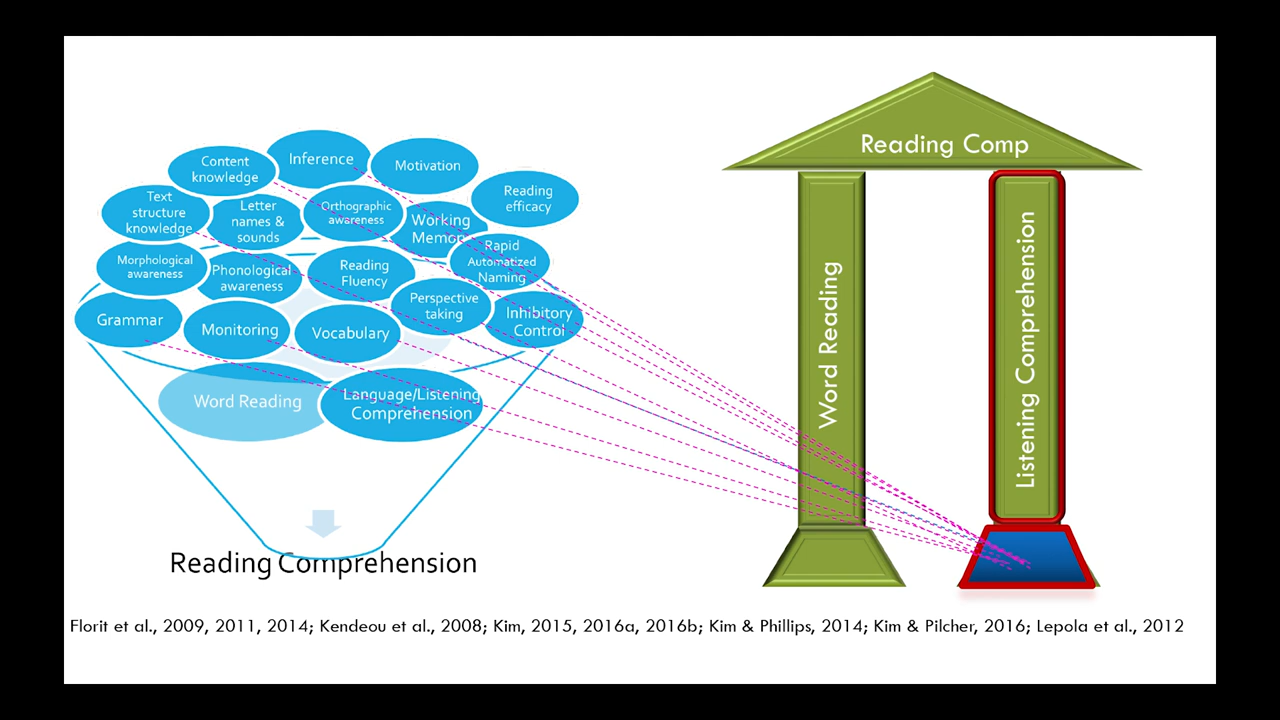 Inference
Content
knowledge
Motivation
Reading
efficacy
Text
structure
knowledge
Letter
names &
sounds
Orthographic
awareness
Working
Memory
Rapid
Automatized
Naming
Morphological
awareness
Phonological
awareness
Reading
Fluency
Perspective
taking
Inhibitory
Control
Grammar
Monitoring
Vocabulary
Word Reading
Language/Listening
Comprehension
Reading Comprehension
Reading Comp
Word Reading
Listening Comprehension
Florit et al., 2009, 2011, 2014; Kendeou et al., 2008; Kim, 2015, 2016a, 2016b; Kim & Phillips, 2014; Kim & Pilcher, 2016; Lepola et al., 2012